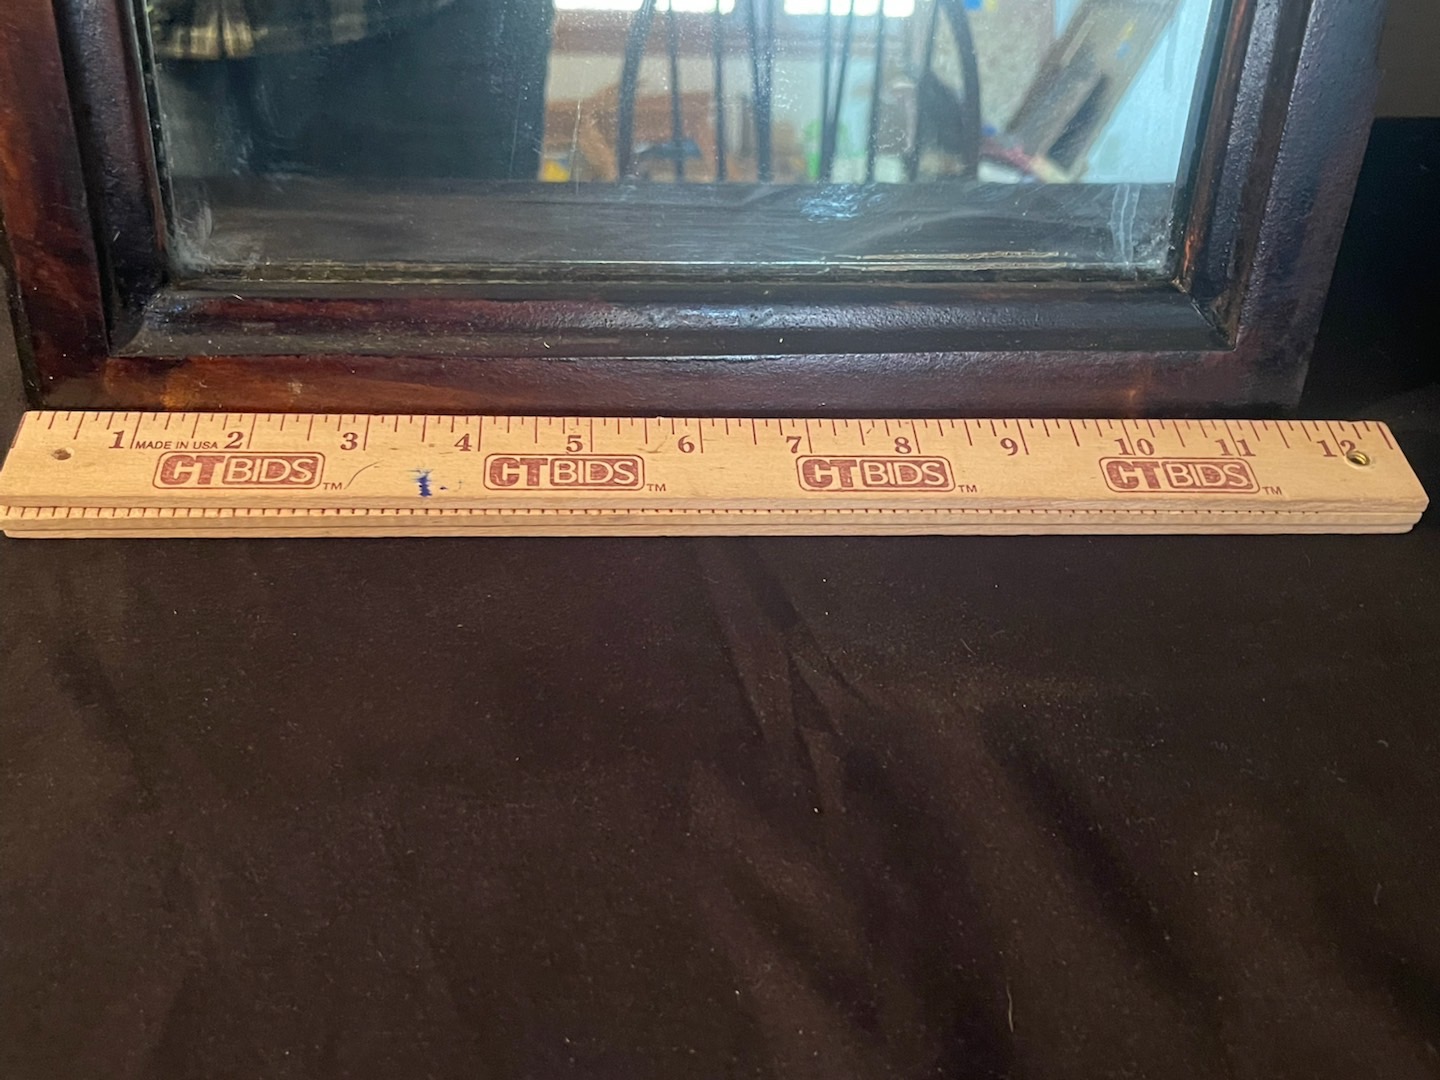 1 MADE IN USA 2 3 4 5 6 7 8 9 10 11 12
CTBIDS™ CTBIDS™ CTBIDS™ CTBIDS™